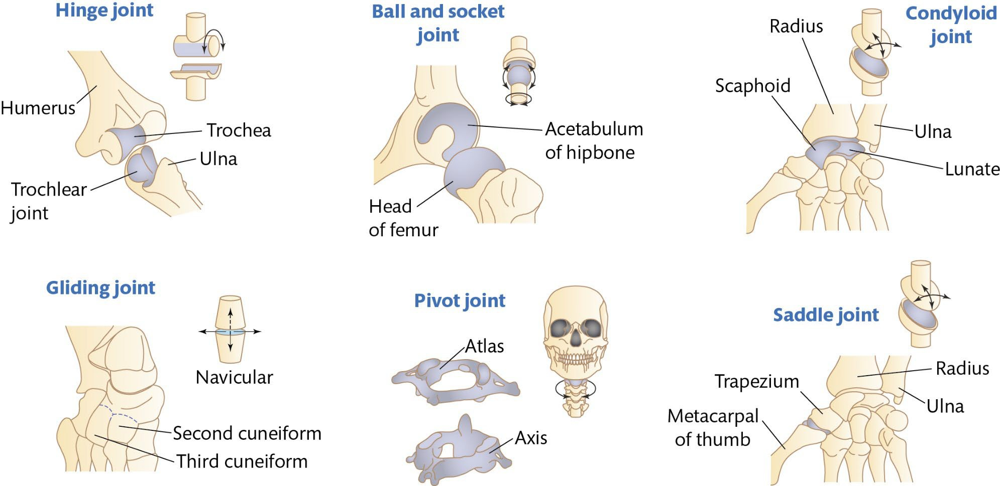 Hinge joint
Humerus
Trochea
Ulna
Trochlear
joint
Ball and socket
joint
Acetabulum
of hipbone
Head
of femur
Condyloid
joint
Radius
Scaphoid
Ulna
Lunate
Gliding joint
Navicular
Second cuneiform
Third cuneiform
Pivot joint
Atlas
Axis
Saddle joint
Radius
Trapezium
Ulna
Metacarpal
of thumb